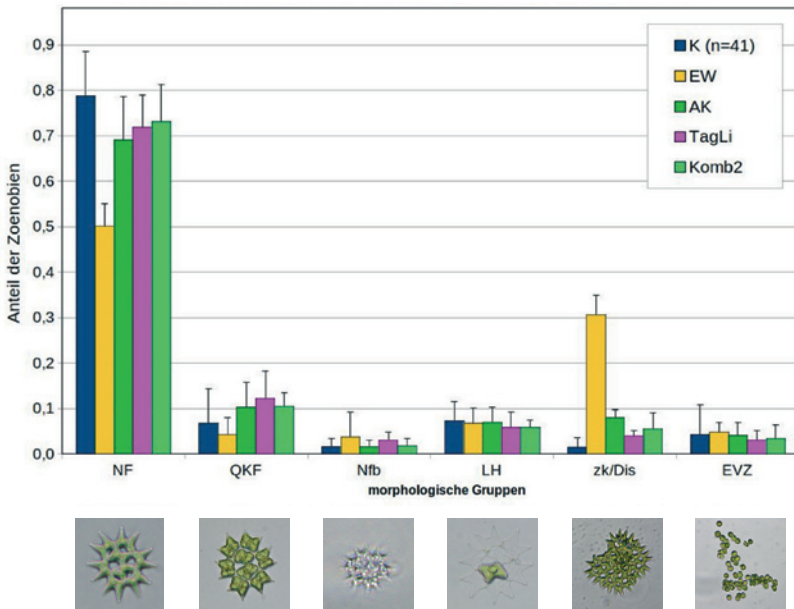 Anteil der Zoenobien
0,9
0,8
0,7
0,6
0,5
0,4
0,3
0,2
0,1
0,0
K (n=41)
EW
AK
TagLi
Komb2
NF QKF Nfb LH zk/Dis EVZ
morphologische Gruppen